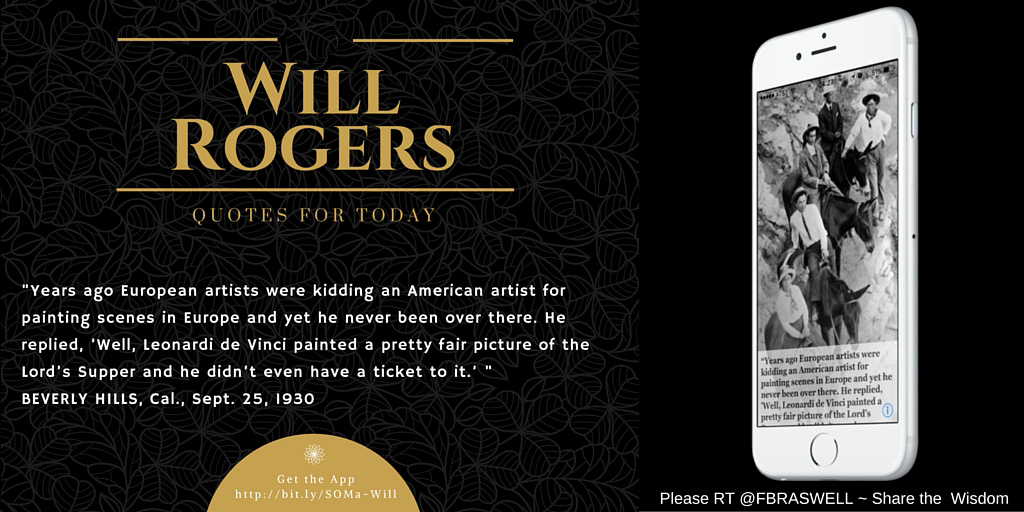 WILL
ROGERS
QUOTES FOR TODAY
"Years ago European artists were kidding an American artist for
painting scenes in Europe and yet he never been over there. He
replied, 'Well, Leonardi de Vinci painted a pretty fair picture of the
Lord's Supper and he didn't even have a ticket to it.' "
BEVERLY HILLS, Cal., Sept. 25, 1930
Get the App
http://bit.ly/SOMa-Will
"Years ago European artists were
kidding an American artist for
painting scenes in Europe and yet he
never been over there. He replied,
'Well, Leonardi de Vinci painted a
pretty fair picture of the Lord's
Please RT @FBRASWELL ~ Share the Wisdom